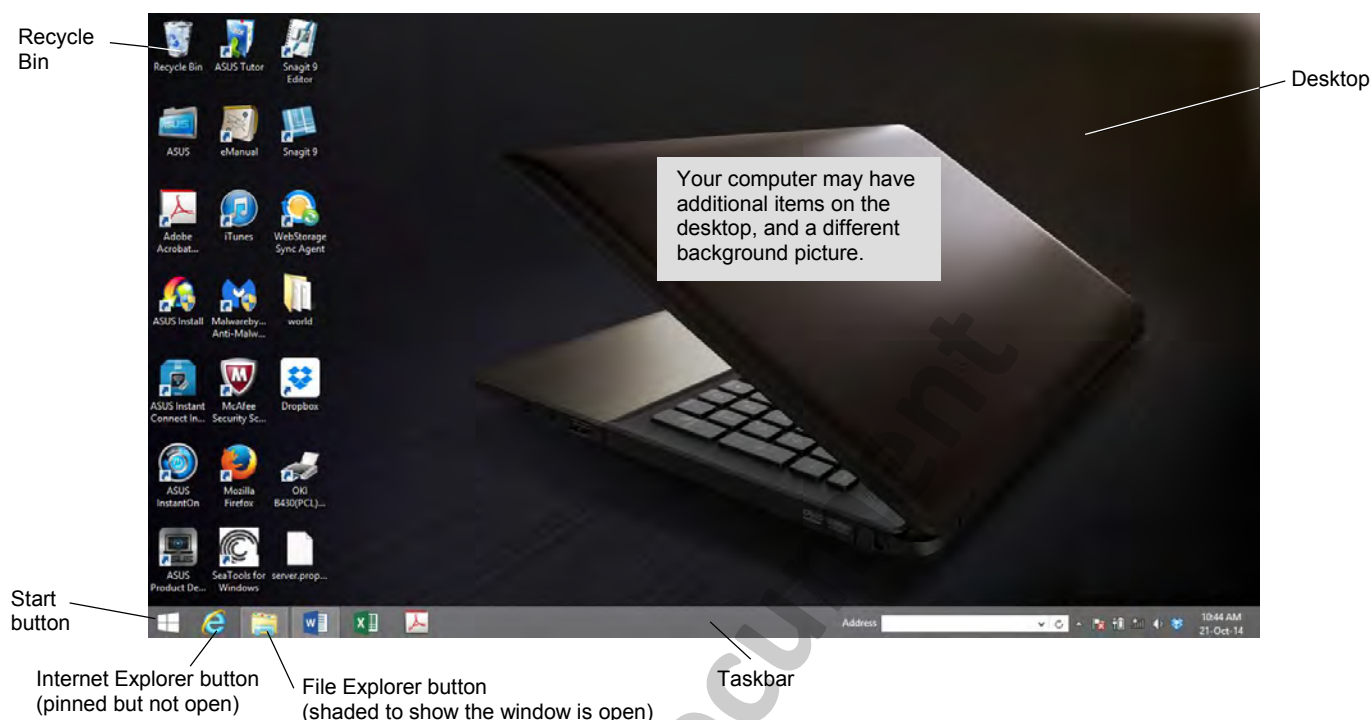 Recycle
Bin
Desktop
Recycle Bin
ASUS Tutor
Snagit 9
Editor
ASUS
eManual
Snagit 9
Your computer may have
additional items on the
desktop, and a different
background picture.
Adobe
Acrobat...
iTunes
WebStorage
Sync Agent
ASUS Install
Malwareby...
Anti-Malw...
world
ASUS Instant
Connect In...
McAfee
Security Sc...
Dropbox
ASUS
InstantOn
Mozilla
Firefox
OKI
B430(PCL)...
ASUS
Product De...
SeaTools for
Windows
server.prop...
Start
button
Address
10:44 AM
21-Oct-14
Internet Explorer button
(pinned but not open)
File Explorer button
(shaded to show the window is open)
Taskbar